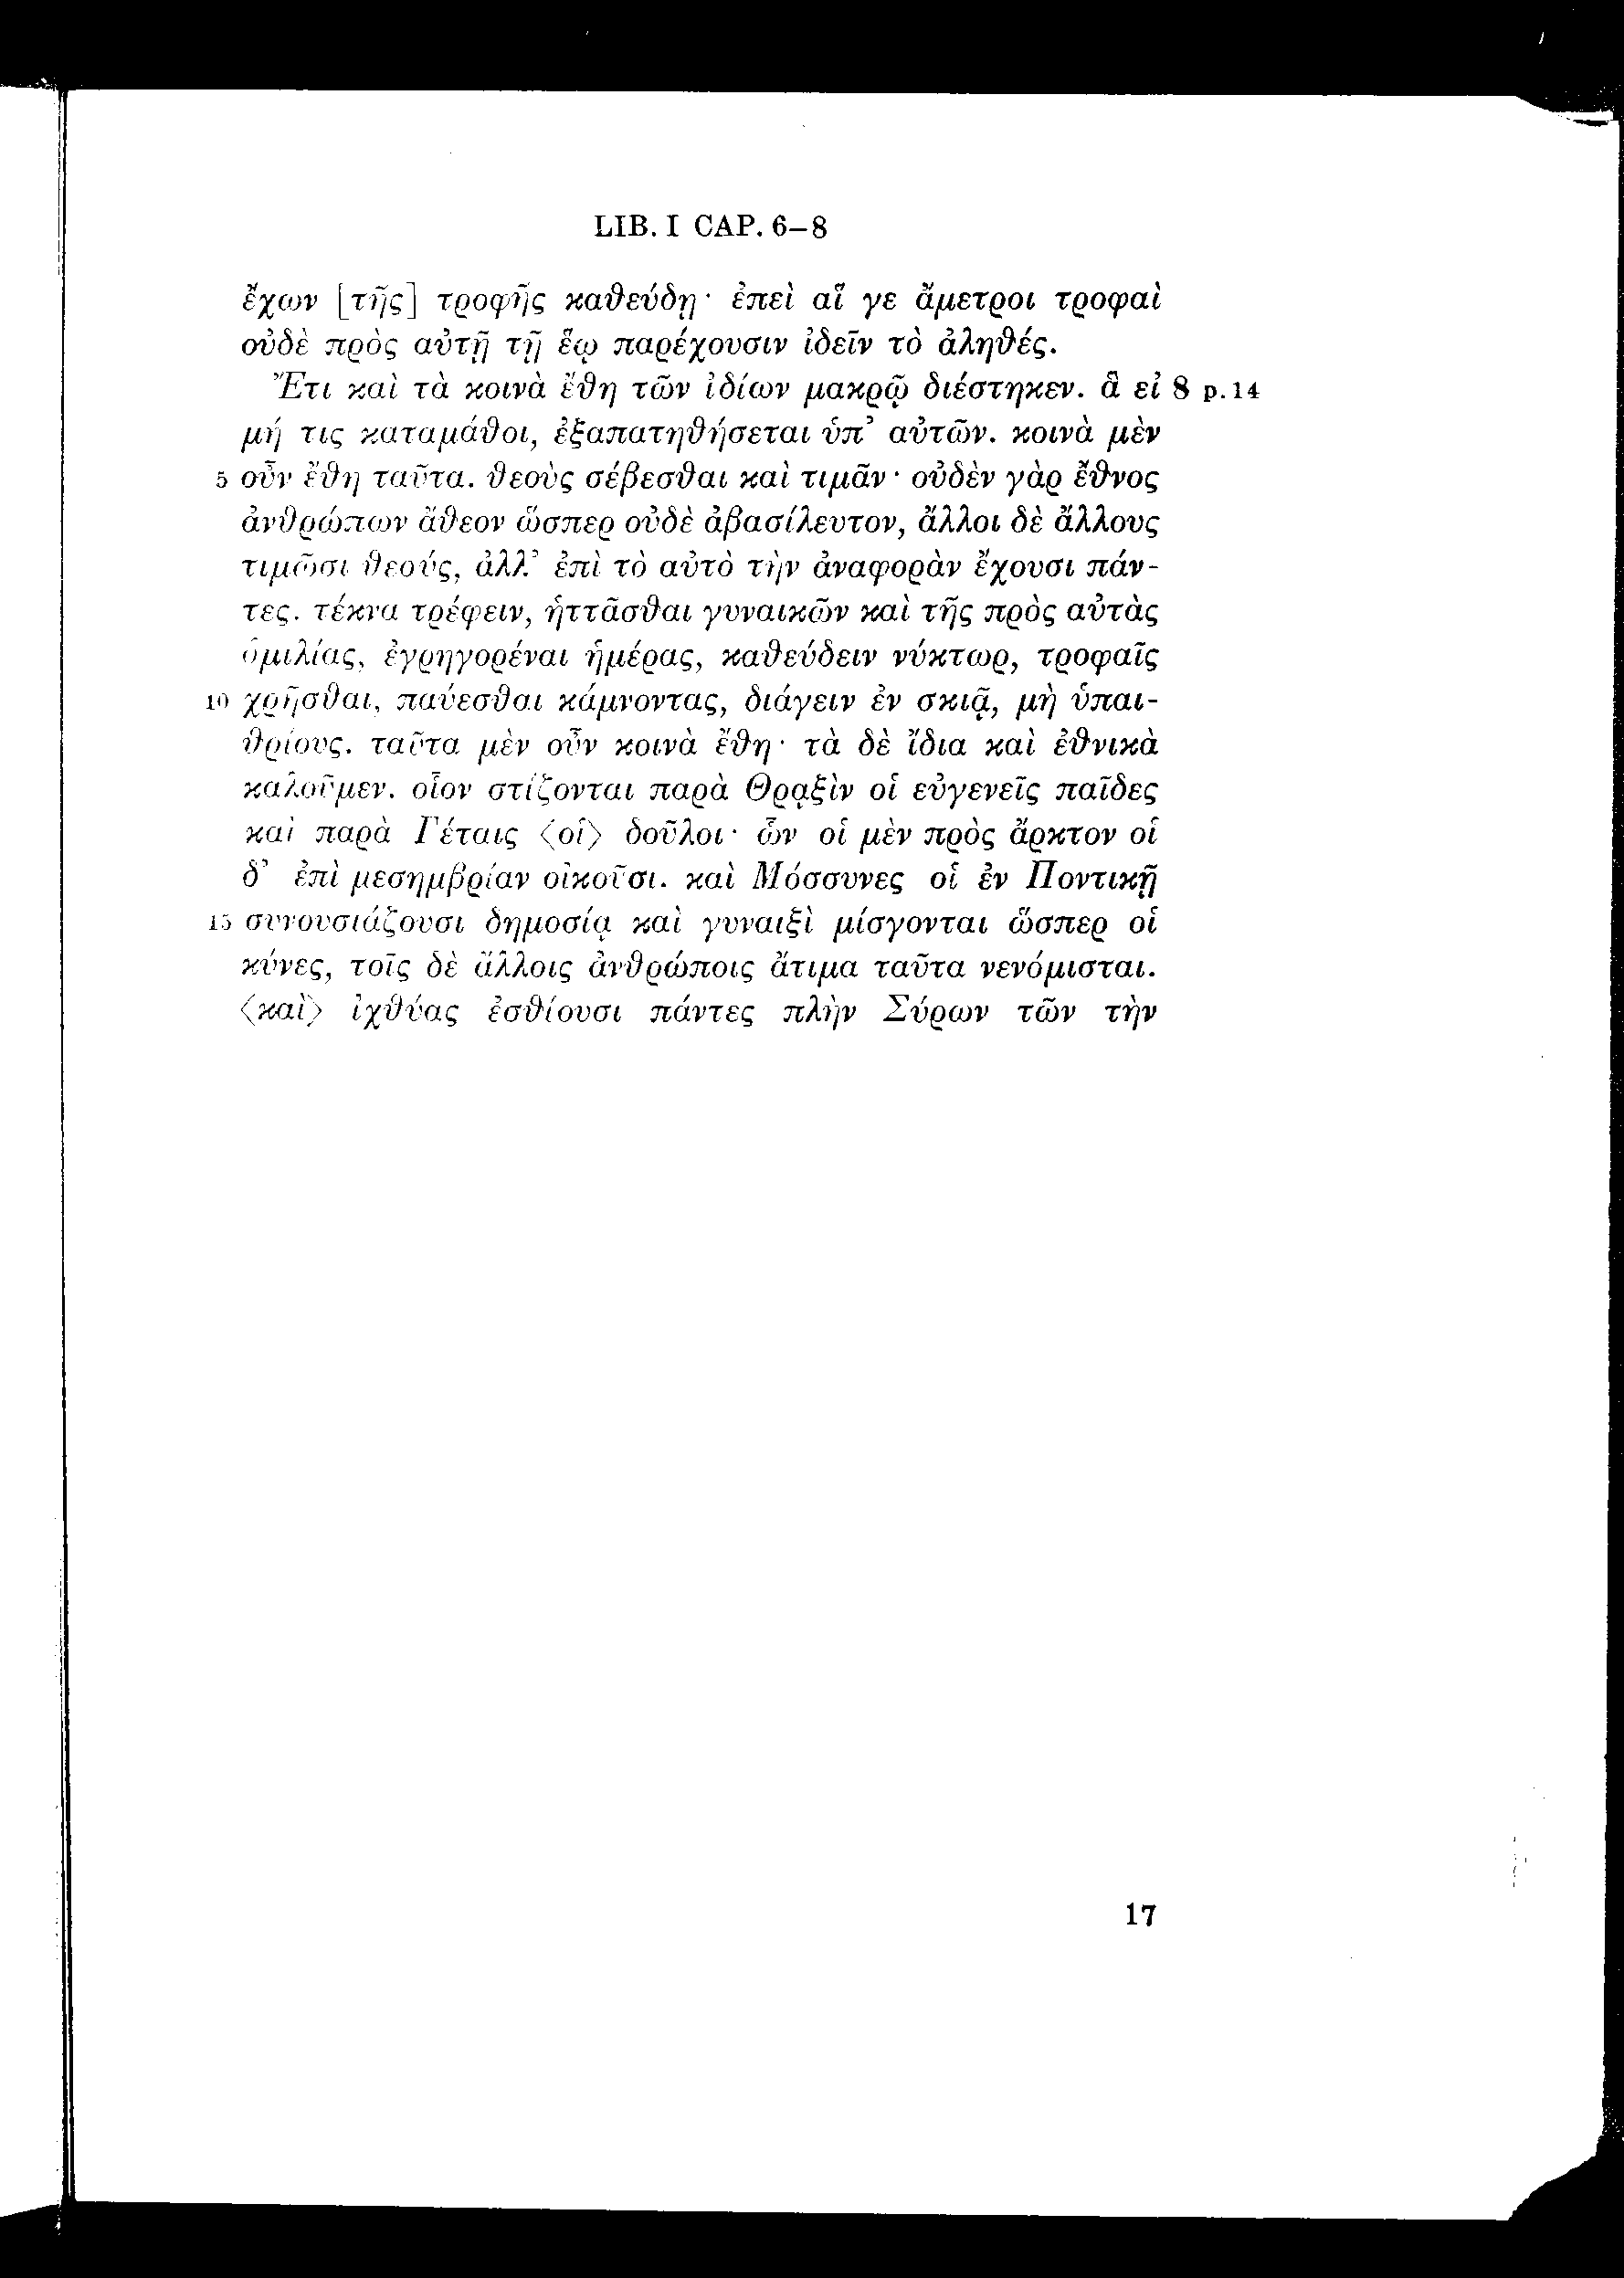 LIB. I CAP. 6–8
ἔχων [τῆς] τροφῆς καθεύδῃ· ἐπεὶ αἵ γε ἄμετροι τροφαὶ
οὐδὲ πρὸς αὐτῇ τῇ ἕῳ παρέχουσιν ἰδεῖν τὸ ἀληθές.
Ἔτι καὶ τὰ κοινὰ ἔθη τῶν ἰδίων μακρῷ διέστηκεν. ἃ εἰ 8 p. 14
μή τις καταμάθοι, ἐξαπατηθήσεται ὑπ’ αὐτῶν. κοινὰ μὲν
5 οὖν ἔθη ταῦτα. θεοὺς σέβεσθαι καὶ τιμᾶν· οὐδὲν γὰρ ἔθνος
ἀνθρώπων ἄθεον ὥσπερ οὐδὲ ἀβασίλευτον, ἄλλοι δὲ ἄλλους
τιμῶσι θεούς, ἀλλ’ ἐπὶ τὸ αὐτὸ τὴν ἀναφορὰν ἔχουσι πάν-
τες. τέκνα τρέφειν, ἡττᾶσθαι γυναικῶν καὶ τῆς πρὸς αὐτὰς
ὁμιλίας, ἐγρηγορέναι ἡμέρας, καθεύδειν νύκτωρ, τροφαῖς
10 χρῆσθαι, παύεσθαι κάμνοντας, διάγειν ἐν σκιᾷ, μὴ ὑπαι-
θρίους. ταῦτα μὲν οὖν κοινὰ ἔθη· τὰ δὲ ἴδια καὶ ἐθνικὰ
καλοῦμεν. οἷον στίζονται παρὰ Θρᾳξὶν οἱ εὐγενεῖς παῖδες
καὶ παρὰ Γέταις ⟨οἱ⟩ δοῦλοι· ὧν οἱ μὲν πρὸς ἄρκτον οἱ
δ’ ἐπὶ μεσημβρίαν οἰκοῦσι. καὶ Μόσσυνες οἱ ἐν Ποντικῇ
15 συνουσιάζουσι δημοσίᾳ καὶ γυναιξὶ μίσγονται ὥσπερ οἱ
κύνες, τοῖς δὲ ἄλλοις ἀνθρώποις ἄτιμα ταῦτα νενόμισται.
⟨καὶ⟩ ἰχθύας ἐσθίουσι πάντες πλὴν Σύρων τῶν τὴν
17